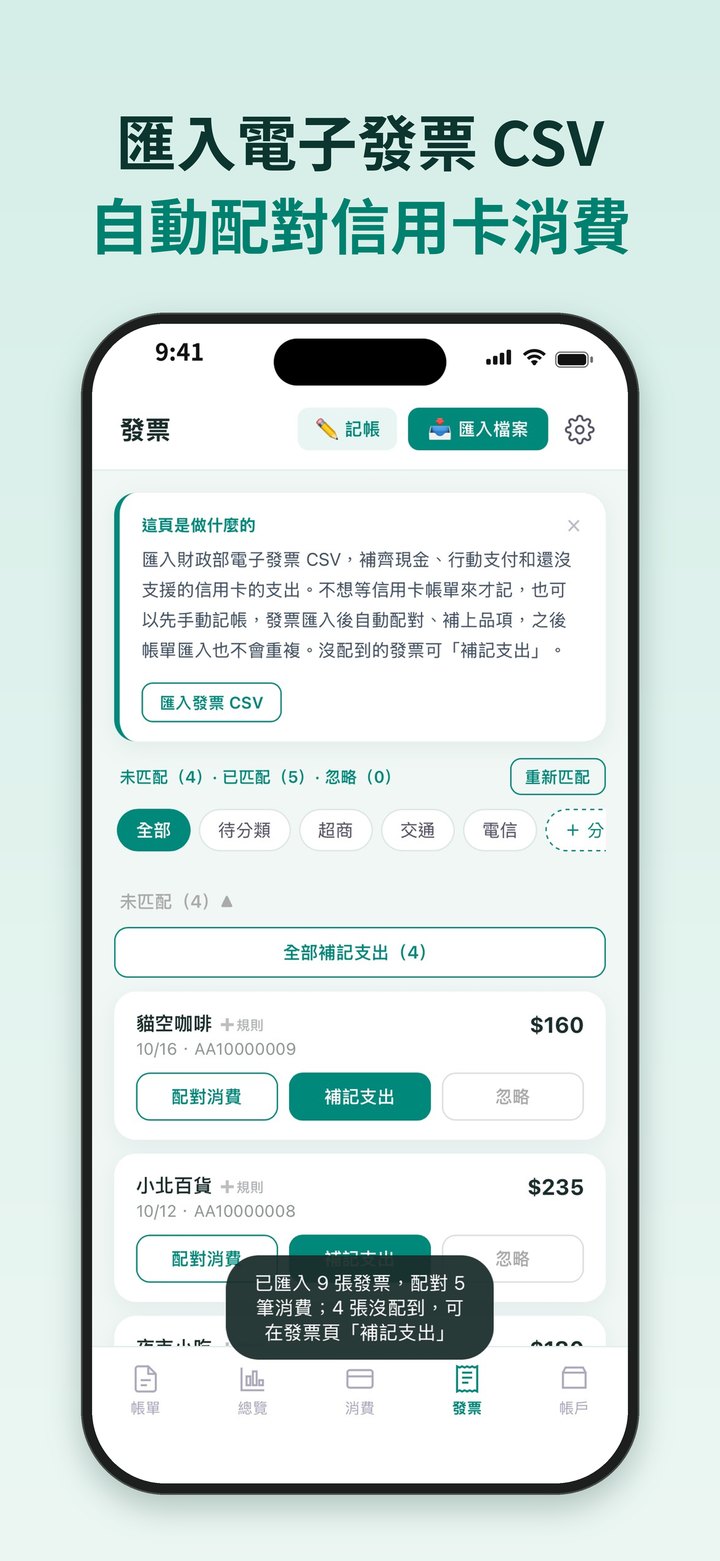 匯入電子發票 CSV
自動配對信用卡消費
9:41
發票
✏️ 記帳
📥 匯入檔案
這頁是做什麼的
×
匯入財政部電子發票 CSV，補齊現金、行動支付和還沒
支援的信用卡的支出。不想等信用卡帳單來才記，也可
以先手動記帳，發票匯入後自動配對、補上品項，之後
帳單匯入也不會重複。沒配到的發票可「補記支出」。
匯入發票 CSV
未匹配（4）· 已匹配（5）· 忽略（0）
重新匹配
全部
待分類
超商
交通
電信
＋ 分
未匹配（4）▲
全部補記支出（4）
貓空咖啡 ➕規則
$160
10/16 · AA10000009
配對消費
補記支出
忽略
小北百貨 ➕規則
$235
10/12 · AA10000008
配對消費
補記支出
忽略
已匯入 9 張發票，配對 5
筆消費；4 張沒配到，可
在發票頁「補記支出」
帳單
總覽
消費
發票
帳戶